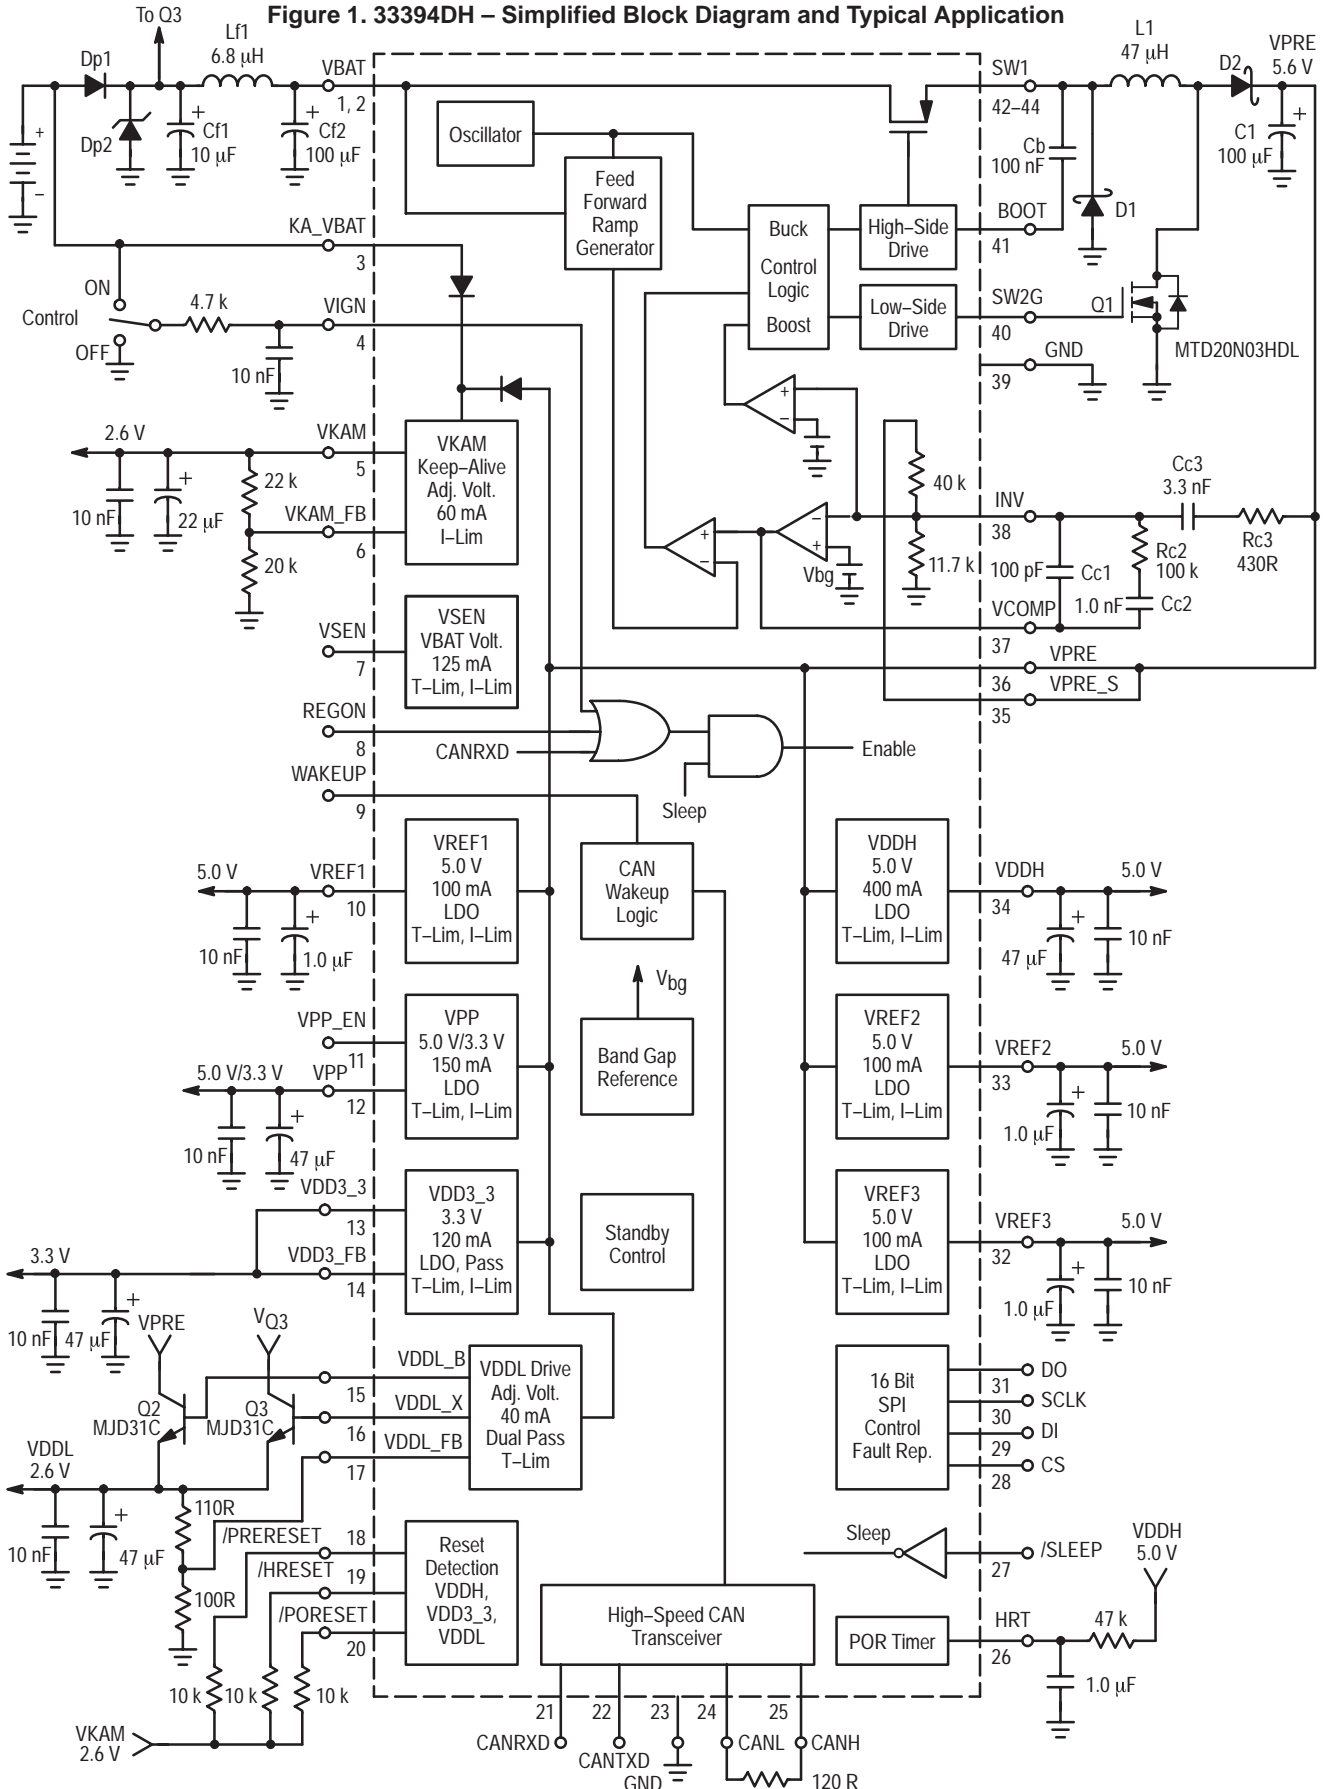 Figure 1. 33394DH – Simplified Block Diagram and Typical Application
To Q3
Dp1
Lf1
6.8 μH
VBAT
1, 2
Dp2
+
Cf1
10 μF
+
Cf2
100 μF
+
–
KA_VBAT
3
ON
Control
OFF
4.7 k
VIGN
4
10 nF
2.6 V
VKAM
5
10 nF
+
22 μF
22 k
VKAM_FB
6
20 k
VSEN
7
REGON
8
WAKEUP
9
5.0 V
VREF1
10
10 nF
+
1.0 μF
VPP_EN
11
5.0 V/3.3 V
VPP
12
10 nF
+
47 μF
VDD3_3
13
3.3 V
VDD3_FB
14
10 nF
+
47 μF
VPRE
VQ3
Q2
MJD31C
Q3
MJD31C
VDDL_B
15
VDDL_X
16
VDDL_FB
17
VDDL
2.6 V
10 nF
+
47 μF
110R
100R
/PRERESET
18
/HRESET
19
/PORESET
20
10 k
10 k
10 k
VKAM
2.6 V
Oscillator
Feed
Forward
Ramp
Generator
Buck
Control
Logic
Boost
High–Side
Drive
Low–Side
Drive
+
–
+
–
–
+
Vbg
40 k
11.7 k
VKAM
Keep–Alive
Adj. Volt.
60 mA
I–Lim
VSEN
VBAT Volt.
125 mA
T–Lim, I–Lim
CANRXD
Sleep
Enable
VREF1
5.0 V
100 mA
LDO
T–Lim, I–Lim
CAN
Wakeup
Logic
VDDH
5.0 V
400 mA
LDO
T–Lim, I–Lim
Vbg
Band Gap
Reference
VPP
5.0 V/3.3 V
150 mA
LDO
T–Lim, I–Lim
VREF2
5.0 V
100 mA
LDO
T–Lim, I–Lim
VDD3_3
3.3 V
120 mA
LDO, Pass
T–Lim, I–Lim
Standby
Control
VREF3
5.0 V
100 mA
LDO
T–Lim, I–Lim
VDDL Drive
Adj. Volt.
40 mA
Dual Pass
T–Lim
16 Bit
SPI
Control
Fault Rep.
Reset
Detection
VDDH,
VDD3_3,
VDDL
Sleep
High–Speed CAN
Transceiver
POR Timer
SW1
42–44
L1
47 μH
D2
VPRE
5.6 V
Cb
100 nF
C1
100 μF
+
BOOT
41
D1
SW2G
40
Q1
MTD20N03HDL
GND
39
INV
38
Cc3
3.3 nF
Rc3
430R
Rc2
100 k
100 pF
Cc1
1.0 nF
Cc2
VCOMP
37
VPRE
36
VPRE_S
35
VDDH
34
5.0 V
+
47 μF
10 nF
VREF2
33
5.0 V
+
1.0 μF
10 nF
VREF3
32
5.0 V
+
1.0 μF
10 nF
DO
31
SCLK
30
DI
29
CS
28
/SLEEP
27
VDDH
5.0 V
HRT
26
47 k
1.0 μF
21
22
23
24
25
CANRXD
CANTXD
GND
CANL
CANH
120 R